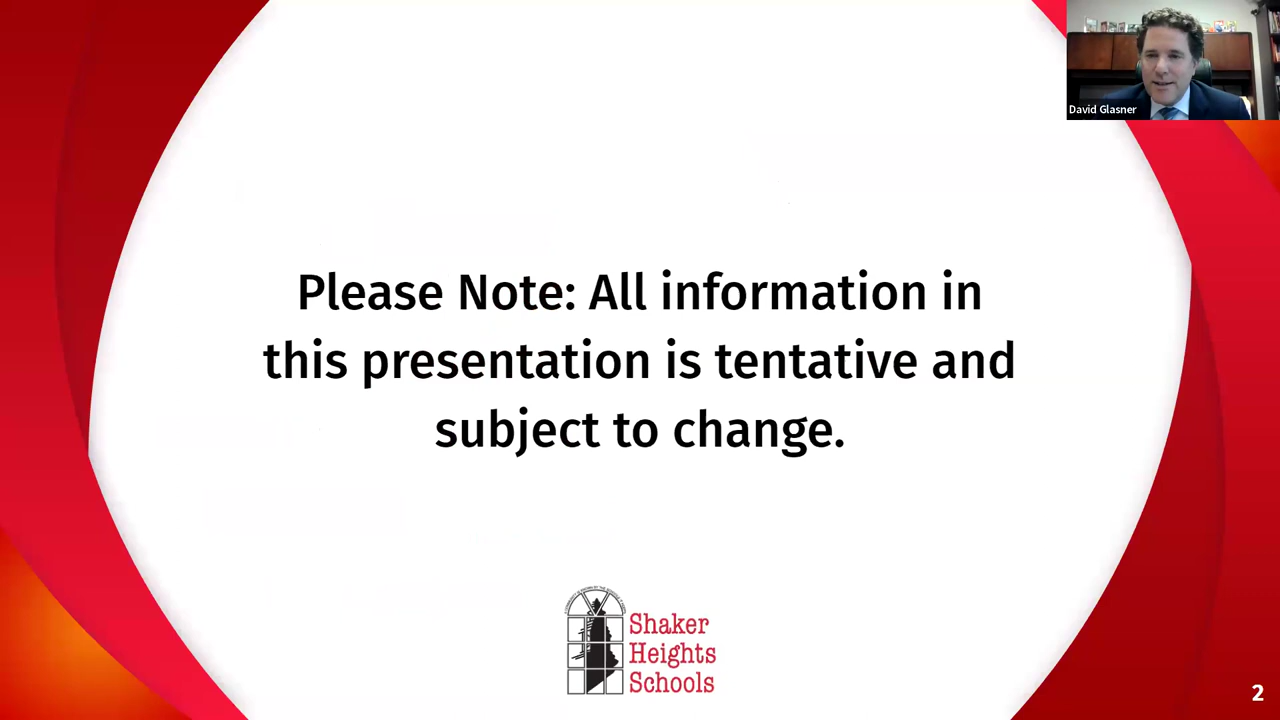 David Glasner
Please Note: All information in
this presentation is tentative and
subject to change.
Shaker
Heights
Schools
2